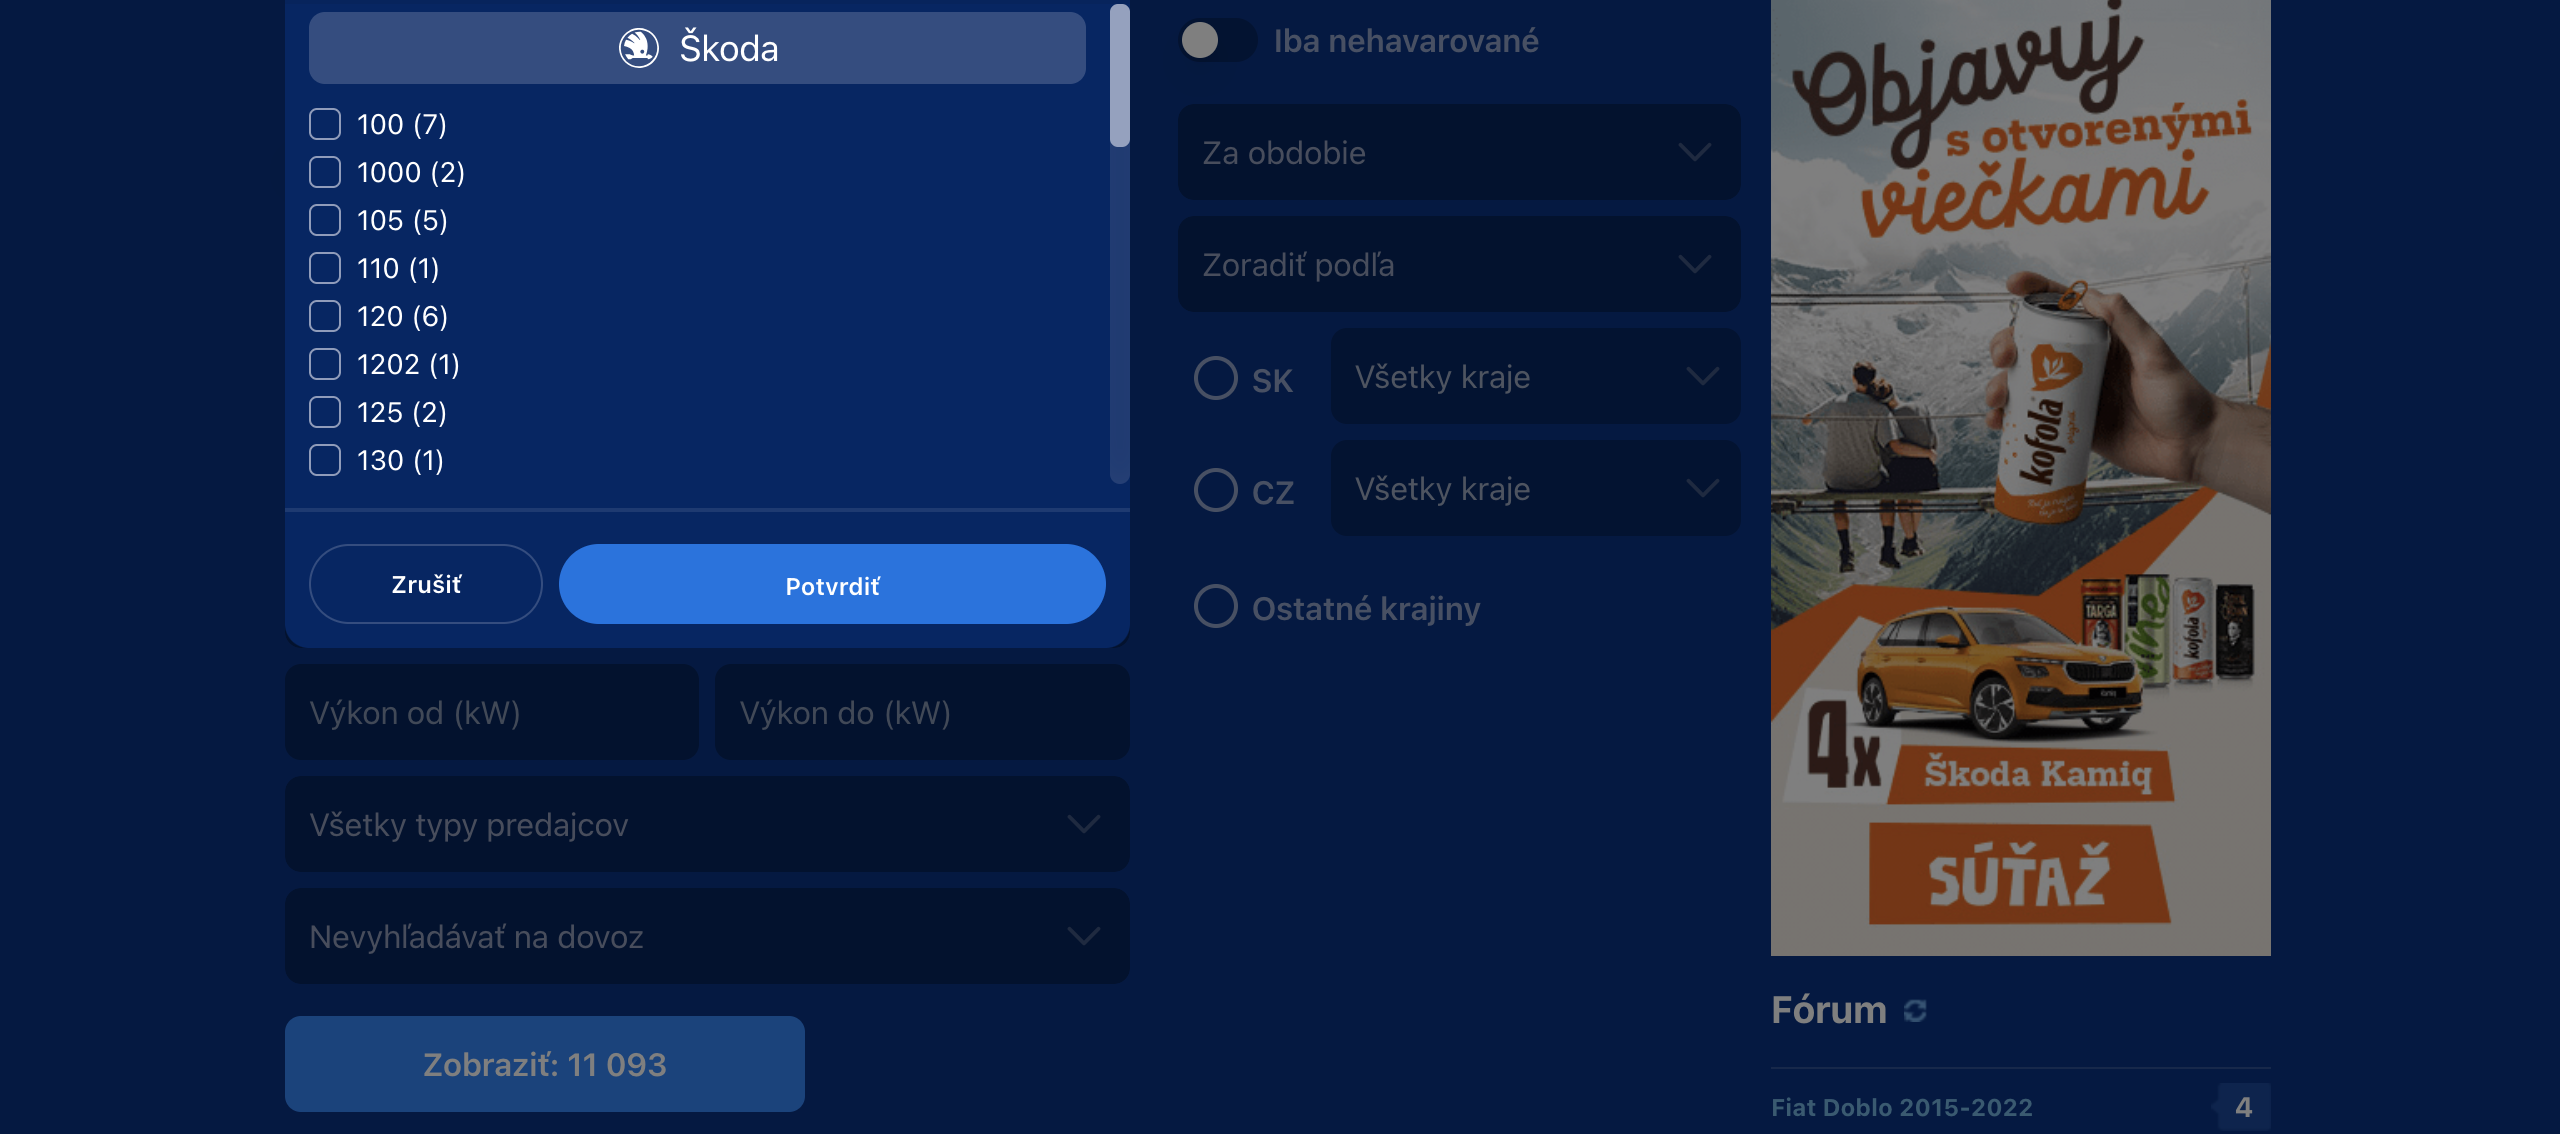 Škoda
100 (7)
1000 (2)
105 (5)
110 (1)
120 (6)
1202 (1)
125 (2)
130 (1)
Zrušiť
Potvrdiť
Výkon od (kW)
Výkon do (kW)
Všetky typy predajcov
Nevyhľadávať na dovoz
Zobraziť: 11 093
Iba nehavarované
Za obdobie
Zoradiť podľa
SK
Všetky kraje
CZ
Všetky kraje
Ostatné krajiny
Objavuj
s otvorenými
viečkami
kofola
TARGA
kofola
4x
Škoda Kamiq
SÚŤAŽ
Fórum
Fiat Doblo 2015-2022
4